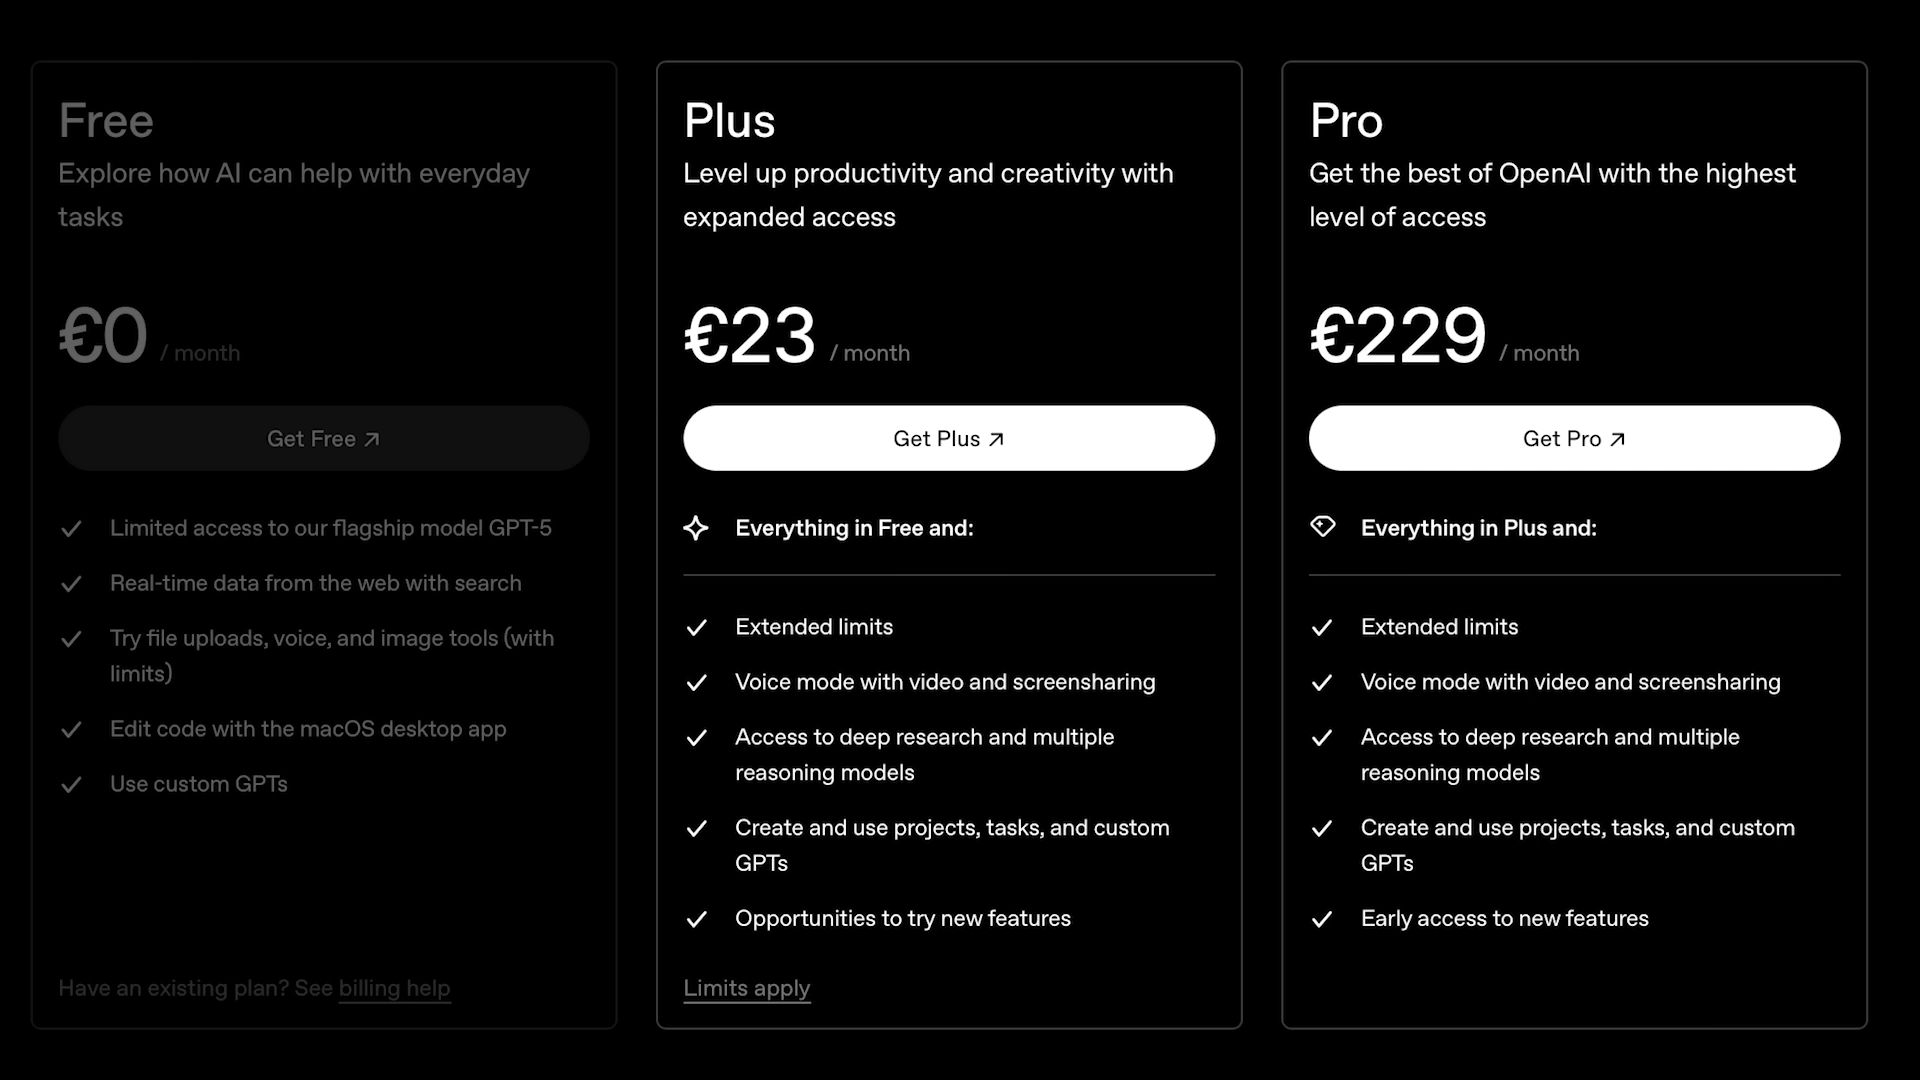 Free
Explore how AI can help with everyday
tasks
€0 / month
Get Free ↗
Limited access to our flagship model GPT-5
Real-time data from the web with search
Try file uploads, voice, and image tools (with
limits)
Edit code with the macOS desktop app
Use custom GPTs
Have an existing plan? See billing help
Plus
Level up productivity and creativity with
expanded access
€23 / month
Get Plus ↗
Everything in Free and:
Extended limits
Voice mode with video and screensharing
Access to deep research and multiple
reasoning models
Create and use projects, tasks, and custom
GPTs
Opportunities to try new features
Limits apply
Pro
Get the best of OpenAI with the highest
level of access
€229 / month
Get Pro ↗
Everything in Plus and:
Extended limits
Voice mode with video and screensharing
Access to deep research and multiple
reasoning models
Create and use projects, tasks, and custom
GPTs
Early access to new features